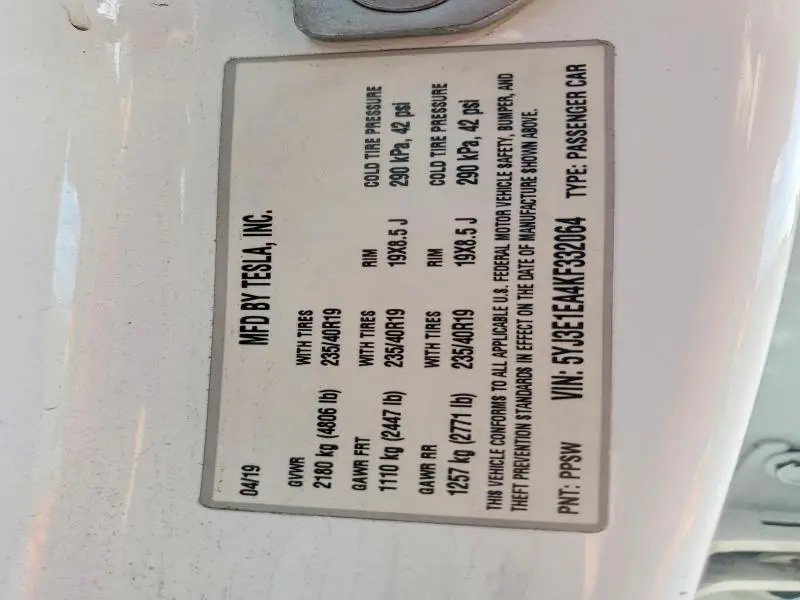 MFD BY TESLA, INC.
04/19
GVWR WITH TIRES
2180 kg (4806 lb) 235/40R19
GAWR FRT WITH TIRES RIM COLD TIRE PRESSURE
1110 kg (2447 lb) 235/40R19 19X8.5 J 290 kPa, 42 psi
GAWR RR WITH TIRES RIM COLD TIRE PRESSURE
1257 kg (2771 lb) 235/40R19 19X8.5 J 290 kPa, 42 psi
THIS VEHICLE CONFORMS TO ALL APPLICABLE U.S. FEDERAL MOTOR VEHICLE SAFETY, BUMPER, AND
THEFT PREVENTION STANDARDS IN EFFECT ON THE DATE OF MANUFACTURE SHOWN ABOVE.
PNT: PPSW VIN: 5YJ3E1EA4KF332064 TYPE: PASSENGER CAR